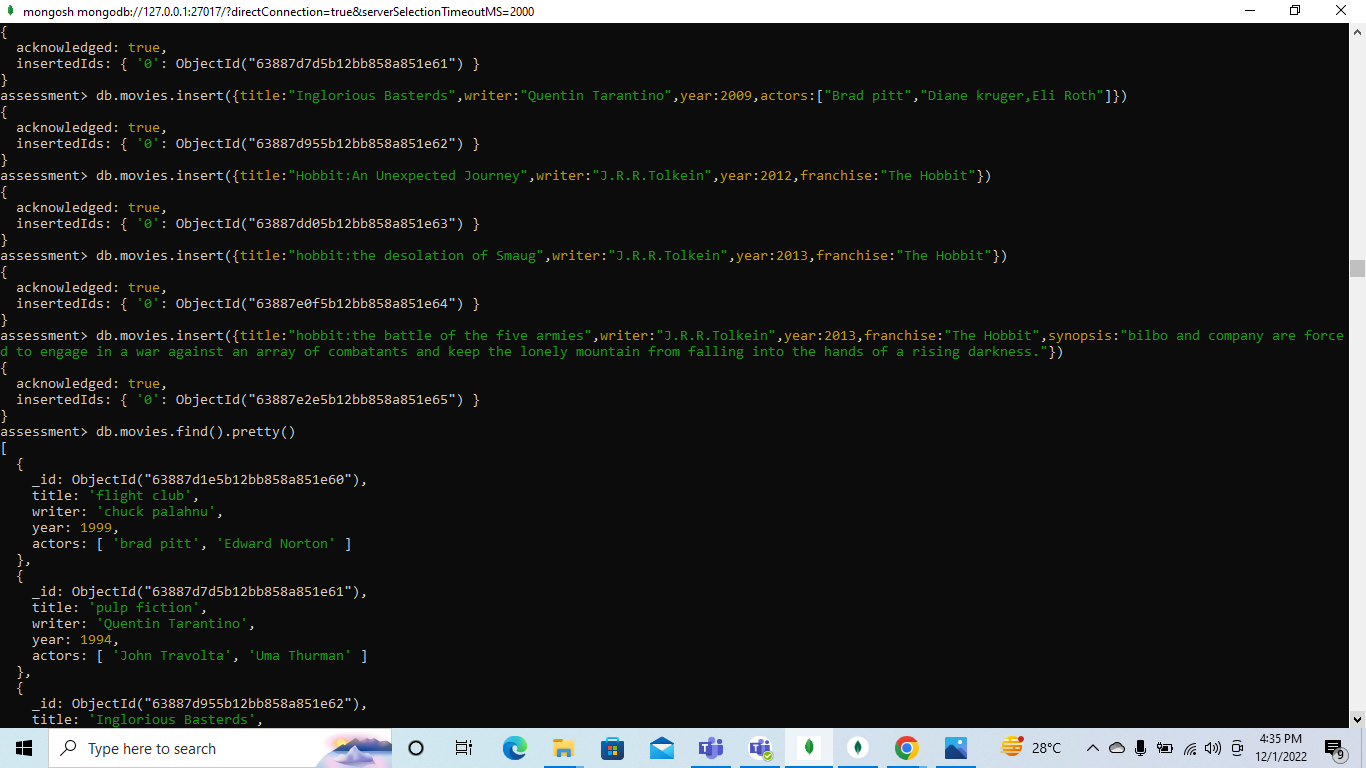 mongosh mongodb://127.0.0.1:27017/?directConnection=true&serverSelectionTimeoutMS=2000
{
  acknowledged: true,
  insertedIds: { '0': ObjectId("63887d7d5b12bb858a851e61") }
}
assessment> db.movies.insert({title:"Inglorious Basterds",writer:"Quentin Tarantino",year:2009,actors:["Brad pitt","Diane kruger,Eli Roth"]})
{
  acknowledged: true,
  insertedIds: { '0': ObjectId("63887d955b12bb858a851e62") }
}
assessment> db.movies.insert({title:"Hobbit:An Unexpected Journey",writer:"J.R.R.Tolkein",year:2012,franchise:"The Hobbit"})
{
  acknowledged: true,
  insertedIds: { '0': ObjectId("63887dd05b12bb858a851e63") }
}
assessment> db.movies.insert({title:"hobbit:the desolation of Smaug",writer:"J.R.R.Tolkein",year:2013,franchise:"The Hobbit"})
{
  acknowledged: true,
  insertedIds: { '0': ObjectId("63887e0f5b12bb858a851e64") }
}
assessment> db.movies.insert({title:"hobbit:the battle of the five armies",writer:"J.R.R.Tolkein",year:2013,franchise:"The Hobbit",synopsis:"bilbo and company are force
d to engage in a war against an array of combatants and keep the lonely mountain from falling into the hands of a rising darkness."})
{
  acknowledged: true,
  insertedIds: { '0': ObjectId("63887e2e5b12bb858a851e65") }
}
assessment> db.movies.find().pretty()
[
  {
    _id: ObjectId("63887d1e5b12bb858a851e60"),
    title: 'flight club',
    writer: 'chuck palahnu',
    year: 1999,
    actors: [ 'brad pitt', 'Edward Norton' ]
  },
  {
    _id: ObjectId("63887d7d5b12bb858a851e61"),
    title: 'pulp fiction',
    writer: 'Quentin Tarantino',
    year: 1994,
    actors: [ 'John Travolta', 'Uma Thurman' ]
  },
  {
    _id: ObjectId("63887d955b12bb858a851e62"),
    title: 'Inglorious Basterds',
Type here to search
28°C
4:35 PM
12/1/2022
9